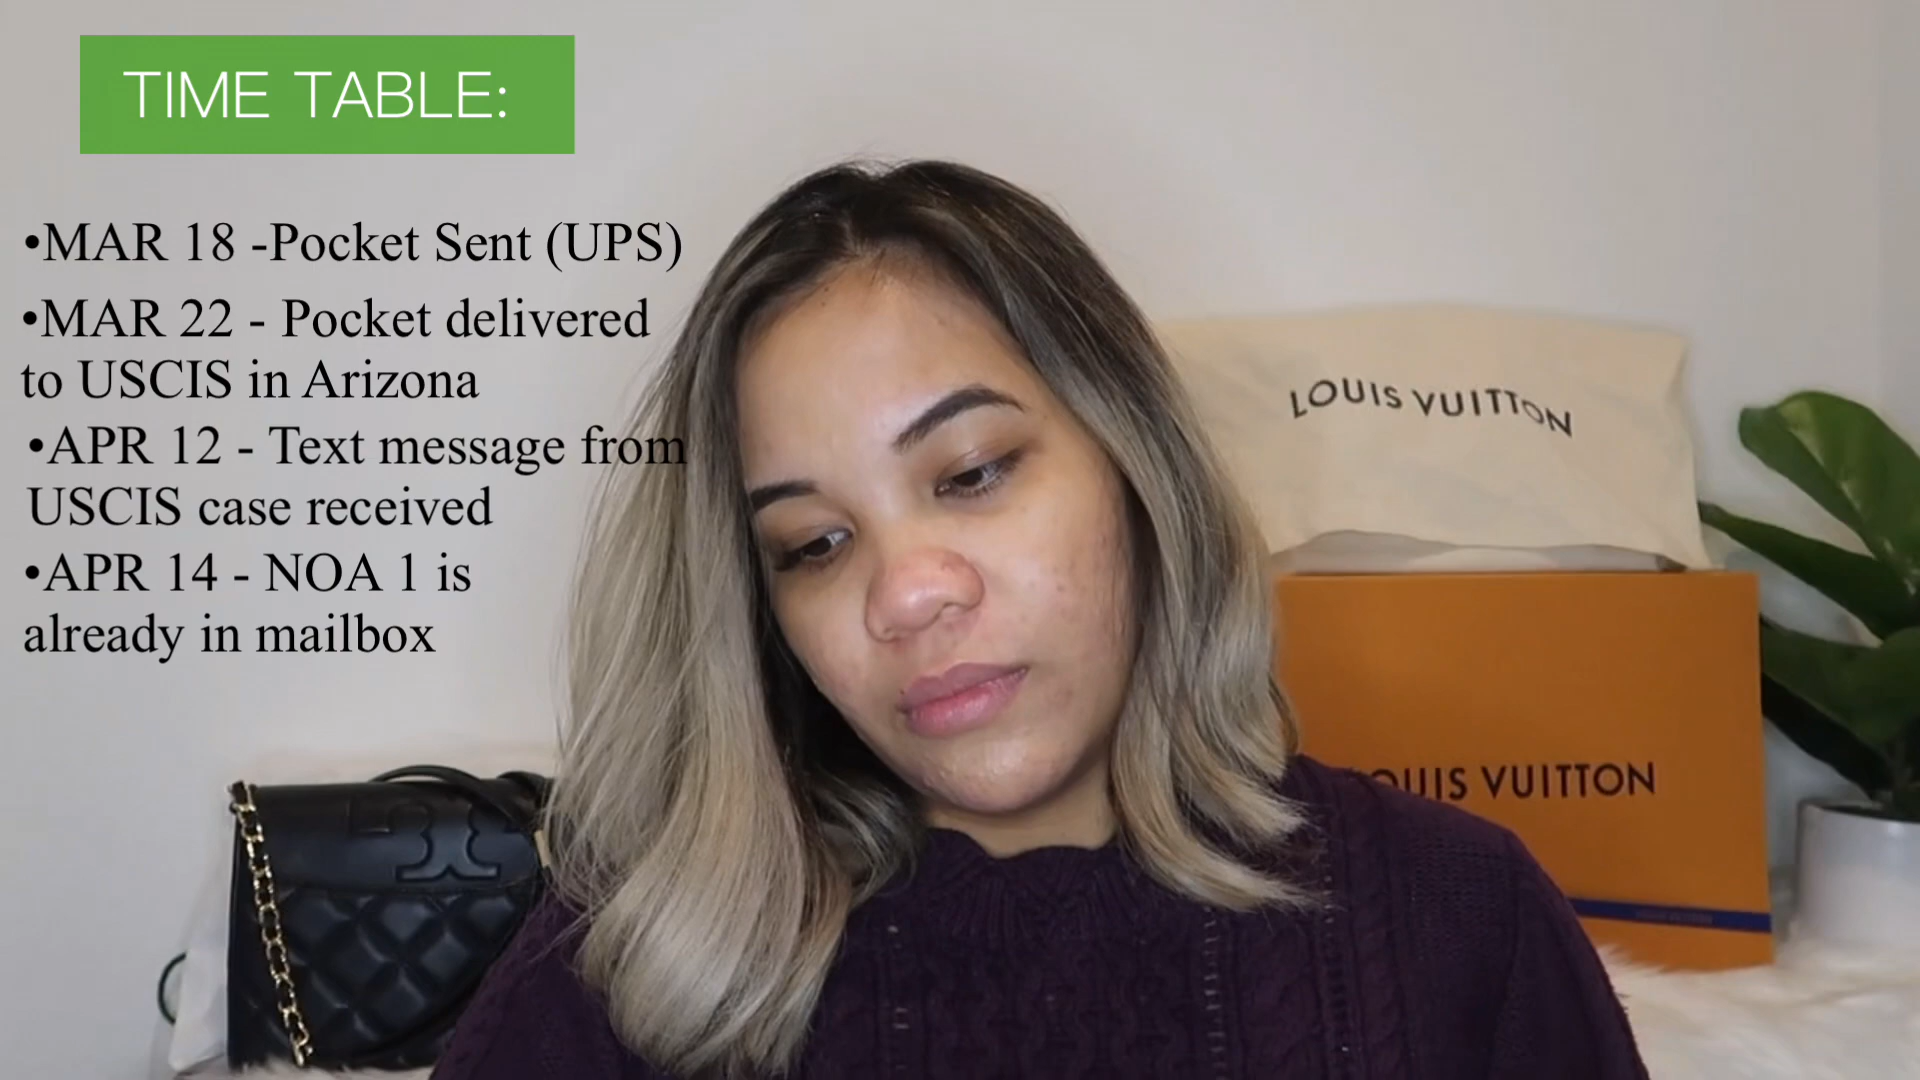 TIME TABLE:
•MAR 18 -Pocket Sent (UPS)
•MAR 22 - Pocket delivered
to USCIS in Arizona
•APR 12 - Text message from
USCIS case received
•APR 14 - NOA 1 is
already in mailbox
LOUIS VUITTON
OUIS VUITTON